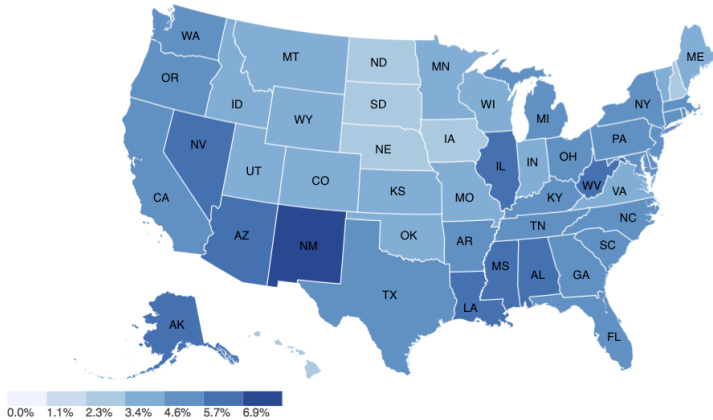 WA
ME
MT
ND
MN
OR
ID
SD
WI
NY
WY
MI
IA
PA
NE
NV
IL
IN
OH
UT
CO
WV
VA
KS
MO
KY
CA
NC
TN
OK
AZ
NM
AR
SC
MS
AL
GA
TX
LA
AK
FL
0.0% 1.1% 2.3% 3.4% 4.6% 5.7% 6.9%